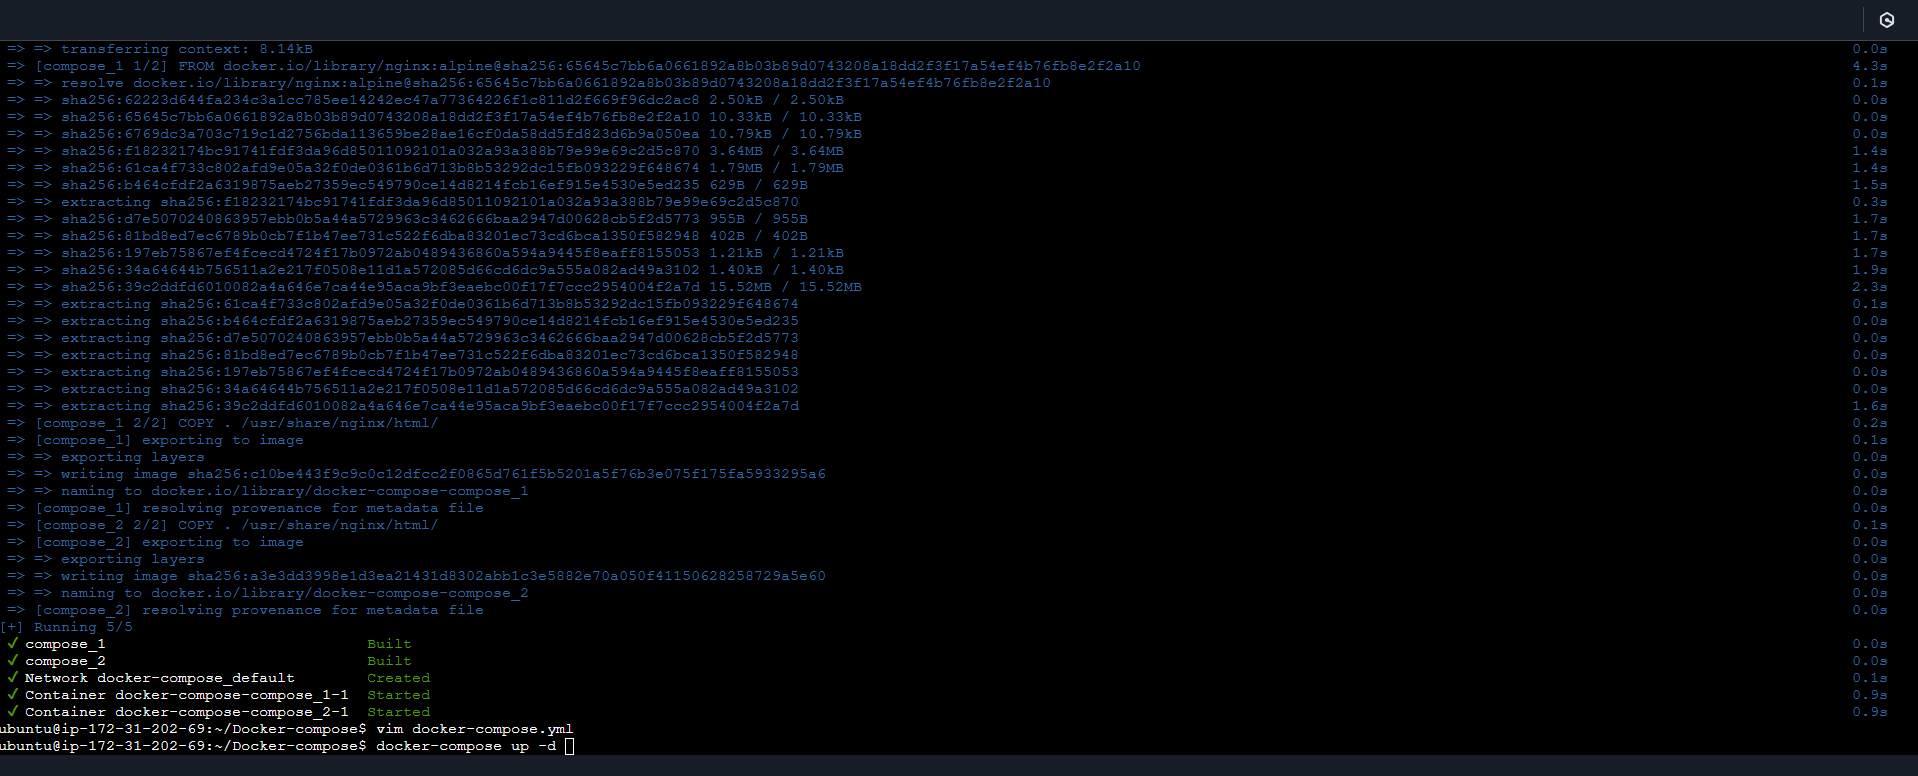 => => transferring context: 8.14kB 0.0s
=> [compose_1 1/2] FROM docker.io/library/nginx:alpine@sha256:65645c7bb6a0661892a8b03b89d0743208a18dd2f3f17a54ef4b76fb8e2f2a10 4.3s
=> => resolve docker.io/library/nginx:alpine@sha256:65645c7bb6a0661892a8b03b89d0743208a18dd2f3f17a54ef4b76fb8e2f2a10 0.1s
=> => sha256:62223d644fa234c3a1cc785ee14242ec47a77364226f1c811d2f669f96dc2ac8 2.50kB / 2.50kB 0.0s
=> => sha256:65645c7bb6a0661892a8b03b89d0743208a18dd2f3f17a54ef4b76fb8e2f2a10 10.33kB / 10.33kB 0.0s
=> => sha256:6769dc3a703c719c1d2756bda113659be28ae16cf0da58dd5fd823d6b9a050ea 10.79kB / 10.79kB 0.0s
=> => sha256:f18232174bc91741fdf3da96d85011092101a032a93a388b79e99e69c2d5c870 3.64MB / 3.64MB 1.4s
=> => sha256:61ca4f733c802afd9e05a32f0de0361b6d713b8b53292dc15fb093229f648674 1.79MB / 1.79MB 1.4s
=> => sha256:b464cfdf2a6319875aeb27359ec549790ce14d8214fcb16ef915e4530e5ed235 629B / 629B 1.5s
=> => extracting sha256:f18232174bc91741fdf3da96d85011092101a032a93a388b79e99e69c2d5c870 0.3s
=> => sha256:d7e5070240863957ebb0b5a44a5729963c3462666baa2947d00628cb5f2d5773 955B / 955B 1.7s
=> => sha256:81bd8ed7ec6789b0cb7f1b47ee731c522f6dba83201ec73cd6bca1350f582948 402B / 402B 1.7s
=> => sha256:197eb75867ef4fcecd4724f17b0972ab0489436860a594a9445f8eaff8155053 1.21kB / 1.21kB 1.7s
=> => sha256:34a64644b756511a2e217f0508e11d1a572085d66cd6dc9a555a082ad49a3102 1.40kB / 1.40kB 1.9s
=> => sha256:39c2ddfd6010082a4a646e7ca44e95aca9bf3eaebc00f17f7ccc2954004f2a7d 15.52MB / 15.52MB 2.3s
=> => extracting sha256:61ca4f733c802afd9e05a32f0de0361b6d713b8b53292dc15fb093229f648674 0.1s
=> => extracting sha256:b464cfdf2a6319875aeb27359ec549790ce14d8214fcb16ef915e4530e5ed235 0.0s
=> => extracting sha256:d7e5070240863957ebb0b5a44a5729963c3462666baa2947d00628cb5f2d5773 0.0s
=> => extracting sha256:81bd8ed7ec6789b0cb7f1b47ee731c522f6dba83201ec73cd6bca1350f582948 0.0s
=> => extracting sha256:197eb75867ef4fcecd4724f17b0972ab0489436860a594a9445f8eaff8155053 0.0s
=> => extracting sha256:34a64644b756511a2e217f0508e11d1a572085d66cd6dc9a555a082ad49a3102 0.0s
=> => extracting sha256:39c2ddfd6010082a4a646e7ca44e95aca9bf3eaebc00f17f7ccc2954004f2a7d 1.6s
=> [compose_1 2/2] COPY . /usr/share/nginx/html/ 0.2s
=> [compose_1] exporting to image 0.1s
=> => exporting layers 0.0s
=> => writing image sha256:c10be443f9c9c0c12dfcc2f0865d761f5b5201a5f76b3e075f175fa5933295a6 0.0s
=> => naming to docker.io/library/docker-compose-compose_1 0.0s
=> [compose_1] resolving provenance for metadata file 0.0s
=> [compose_2 2/2] COPY . /usr/share/nginx/html/ 0.1s
=> [compose_2] exporting to image 0.0s
=> => exporting layers 0.0s
=> => writing image sha256:a3e3dd3998e1d3ea21431d8302abb1c3e5882e70a050f41150628258729a5e60 0.0s
=> => naming to docker.io/library/docker-compose-compose_2 0.0s
=> [compose_2] resolving provenance for metadata file 0.0s
[+] Running 5/5
✓ compose_1 Built 0.0s
✓ compose_2 Built 0.0s
✓ Network docker-compose_default Created 0.1s
✓ Container docker-compose-compose_1-1 Started 0.9s
✓ Container docker-compose-compose_2-1 Started 0.9s
ubuntu@ip-172-31-202-69:~/Docker-compose$ vim docker-compose.yml
ubuntu@ip-172-31-202-69:~/Docker-compose$ docker-compose up -d